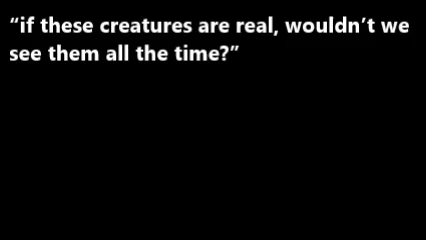 “if these creatures are real, wouldn’t we
see them all the time?”